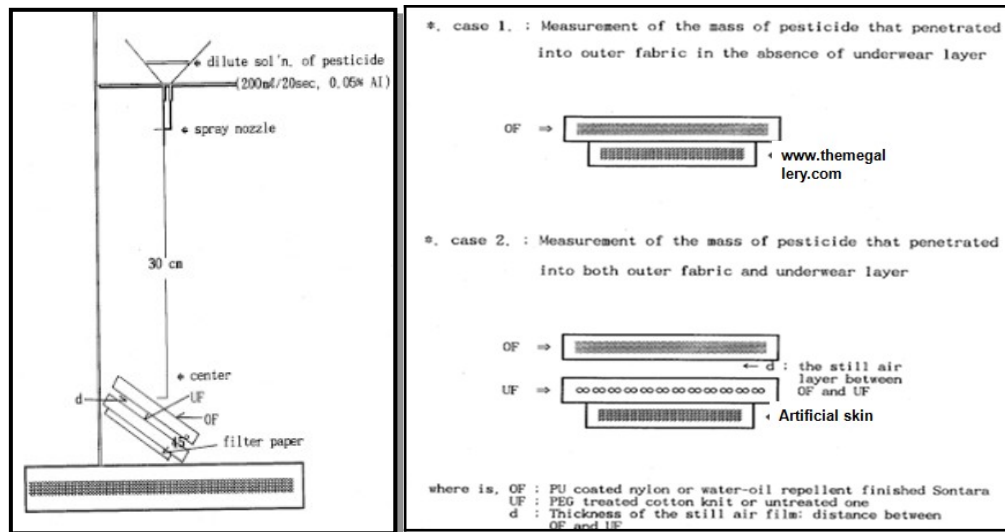 dilute sol'n. of pesticide
(200ml/20sec, 0.05% AI)
spray nozzle
30 cm
center
d
UF
OF
45°
filter paper
*. case 1. : Measurement of the mass of pesticide that penetrated
into outer fabric in the absence of underwear layer
OF ⇒
www.themegal
lery.com
*. case 2. : Measurement of the mass of pesticide that penetrated
into both outer fabric and underwear layer
OF ⇒
← d : the still air
layer between
OF and UF
UF ⇒
Artificial skin
where is, OF : PU coated nylon or water-oil repellent finished Sontara
UF : PEG treated cotton knit or untreated one
d : Thickness of the still air film: distance between
OF and UF